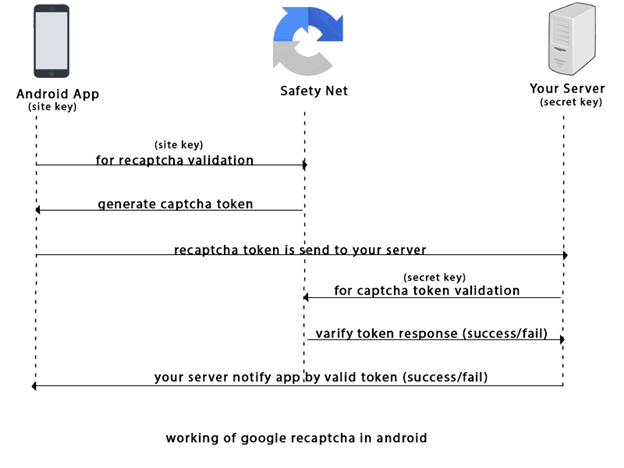 Android App
(site key)
Safety Net
Your Server
(secret key)
(site key)
for recaptcha validation
generate captcha token
recaptcha token is send to your server
(secret key)
for captcha token validation
varify token response (success/fail)
your server notify app by valid token (success/fail)
working of google recaptcha in android